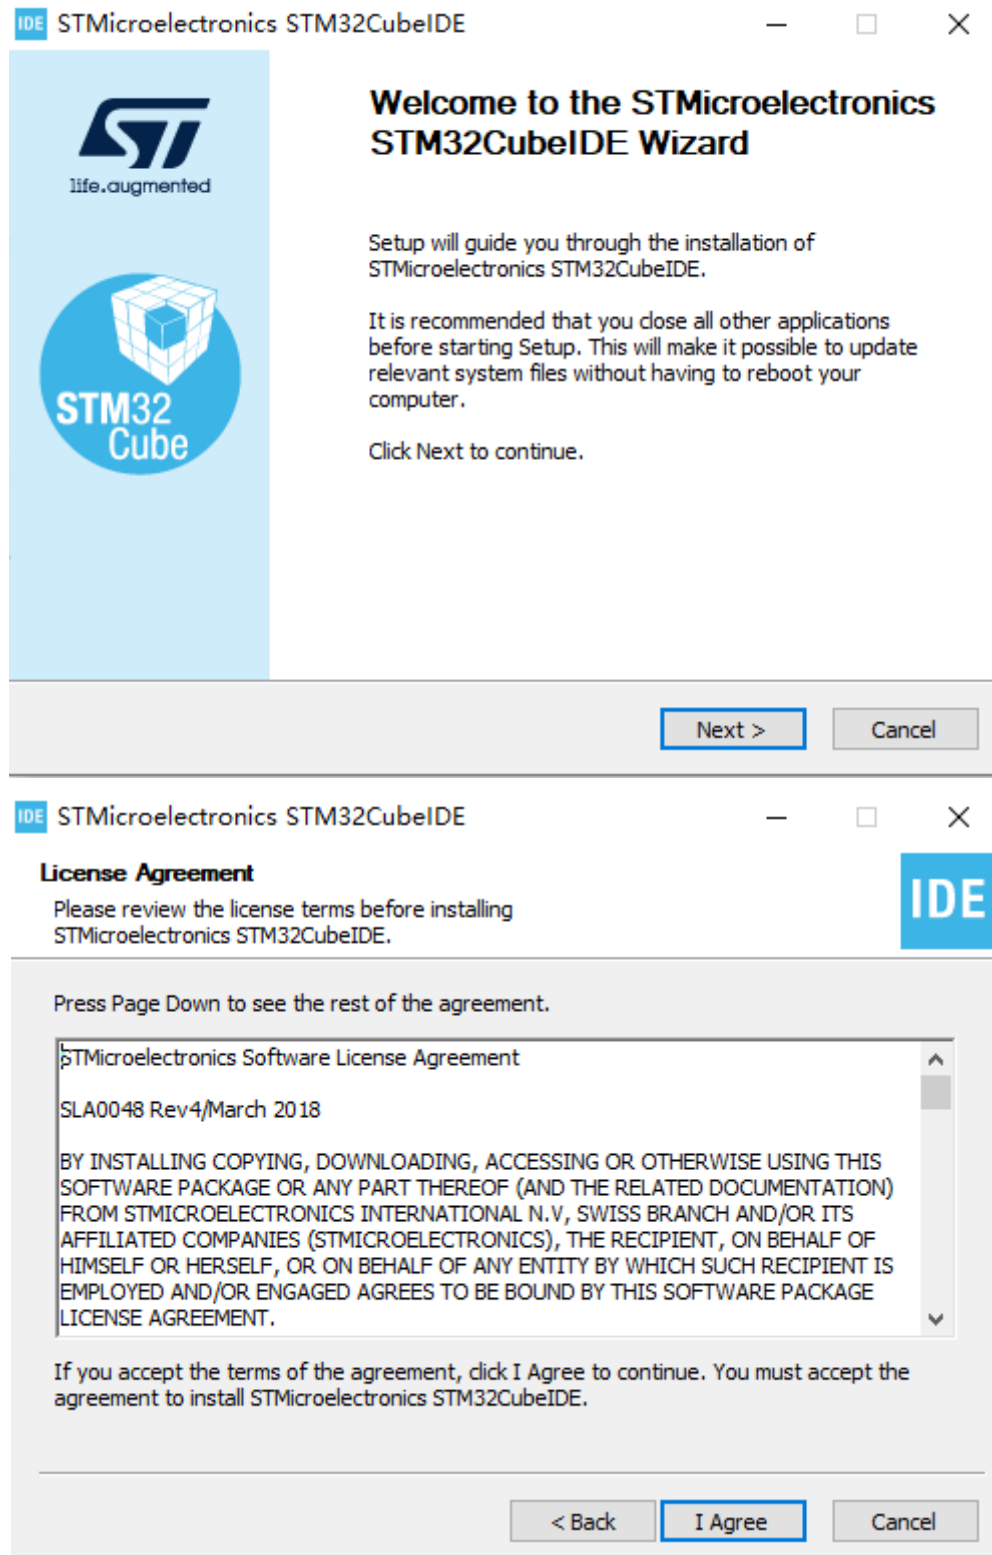 IDE STMicroelectronics STM32CubeIDE
life.augmented
STM32
Cube
Welcome to the STMicroelectronics
STM32CubeIDE Wizard
Setup will guide you through the installation of
STMicroelectronics STM32CubeIDE.
It is recommended that you close all other applications
before starting Setup. This will make it possible to update
relevant system files without having to reboot your
computer.
Click Next to continue.
Next > Cancel
IDE STMicroelectronics STM32CubeIDE
License Agreement
Please review the license terms before installing
STMicroelectronics STM32CubeIDE.
IDE
Press Page Down to see the rest of the agreement.
STMicroelectronics Software License Agreement
SLA0048 Rev4/March 2018
BY INSTALLING COPYING, DOWNLOADING, ACCESSING OR OTHERWISE USING THIS
SOFTWARE PACKAGE OR ANY PART THEREOF (AND THE RELATED DOCUMENTATION)
FROM STMICROELECTRONICS INTERNATIONAL N.V, SWISS BRANCH AND/OR ITS
AFFILIATED COMPANIES (STMICROELECTRONICS), THE RECIPIENT, ON BEHALF OF
HIMSELF OR HERSELF, OR ON BEHALF OF ANY ENTITY BY WHICH SUCH RECIPIENT IS
EMPLOYED AND/OR ENGAGED AGREES TO BE BOUND BY THIS SOFTWARE PACKAGE
LICENSE AGREEMENT.
If you accept the terms of the agreement, click I Agree to continue. You must accept the
agreement to install STMicroelectronics STM32CubeIDE.
< Back I Agree Cancel